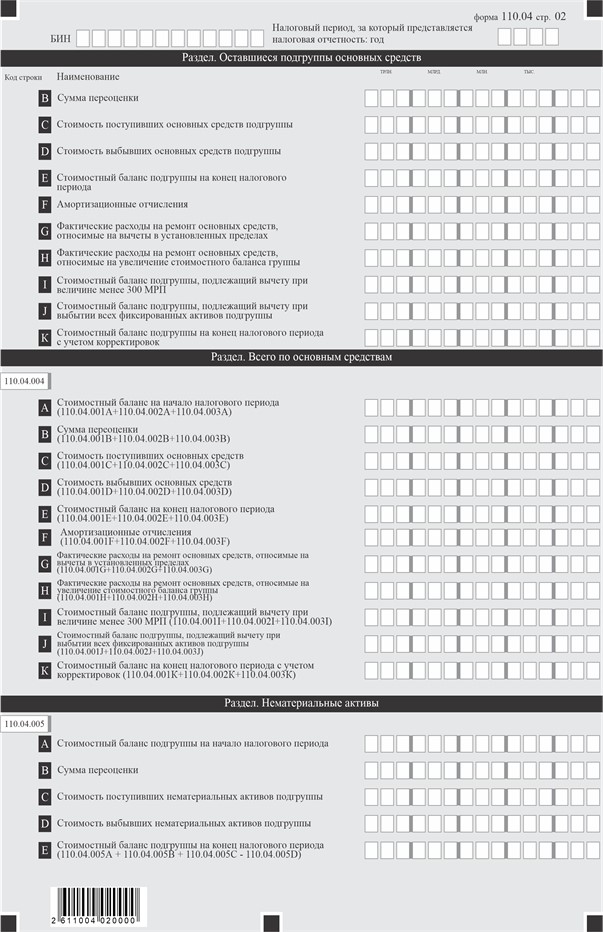 форма 110.04 стр. 02
БИН
Налоговый период, за который представляется
налоговая отчетность: год
Раздел. Оставшиеся подгруппы основных средств
Код строки Наименование ТРЛН МЛРД МЛН ТЫС
B Сумма переоценки
C Стоимость поступивших основных средств подгруппы
D Стоимость выбывших основных средств подгруппы
E Стоимостный баланс подгруппы на конец налогового
периода
F Амортизационные отчисления
G Фактические расходы на ремонт основных средств,
относимые на вычеты в установленных пределах
H Фактические расходы на ремонт основных средств,
относимые на увеличение стоимостного баланса группы
I Стоимостный баланс подгруппы, подлежащий вычету при
величине менее 300 МРП
J Стоимостный баланс подгруппы, подлежащий вычету при
выбытии всех фиксированных активов подгруппы
K Стоимостный баланс подгруппы на конец налогового периода
с учетом корректировок
Раздел. Всего по основным средствам
110.04.004
A Стоимостный баланс на начало налогового периода
(110.04.001A+110.04.002A+110.04.003A)
B Сумма переоценки
(110.04.001B+110.04.002B+110.04.003B)
C Стоимость поступивших основных средств
(110.04.001C+110.04.002C+110.04.003C)
D Стоимость выбывших основных средств
(110.04.001D+110.04.002D+110.04.003D)
E Стоимостный баланс на конец налогового периода
(110.04.001E+110.04.002E+110.04.003E)
F Амортизационные отчисления
(110.04.001F+110.04.002F+110.04.003F)
G Фактические расходы на ремонт основных средств, относимые на
вычеты в установленных пределах
(110.04.001G+110.04.002G+110.04.003G)
H Фактические расходы на ремонт основных средств, относимые на
увеличение стоимостного баланса группы
(110.04.001H+110.04.002H+110.04.003H)
I Стоимостный баланс подгруппы, подлежащий вычету при
величине менее 300 МРП (110.04.001I+110.04.002I+110.04.003I)
J Стоимостный баланс подгруппы, подлежащий вычету при
выбытии всех фиксированных активов подгруппы
(110.04.001J+110.04.002J+110.04.003J)
K Стоимостный баланс на конец налогового периода с учетом
корректировок (110.04.001K+110.04.002K+110.04.003K)
Раздел. Нематериальные активы
110.04.005
A Стоимостный баланс подгруппы на начало налогового периода
B Сумма переоценки
C Стоимость поступивших нематериальных активов подгруппы
D Стоимость выбывших нематериальных активов подгруппы
E Стоимостный баланс подгруппы на конец налогового периода
(110.04.005A + 110.04.005B + 110.04.005C - 110.04.005D)
2 611004 020000